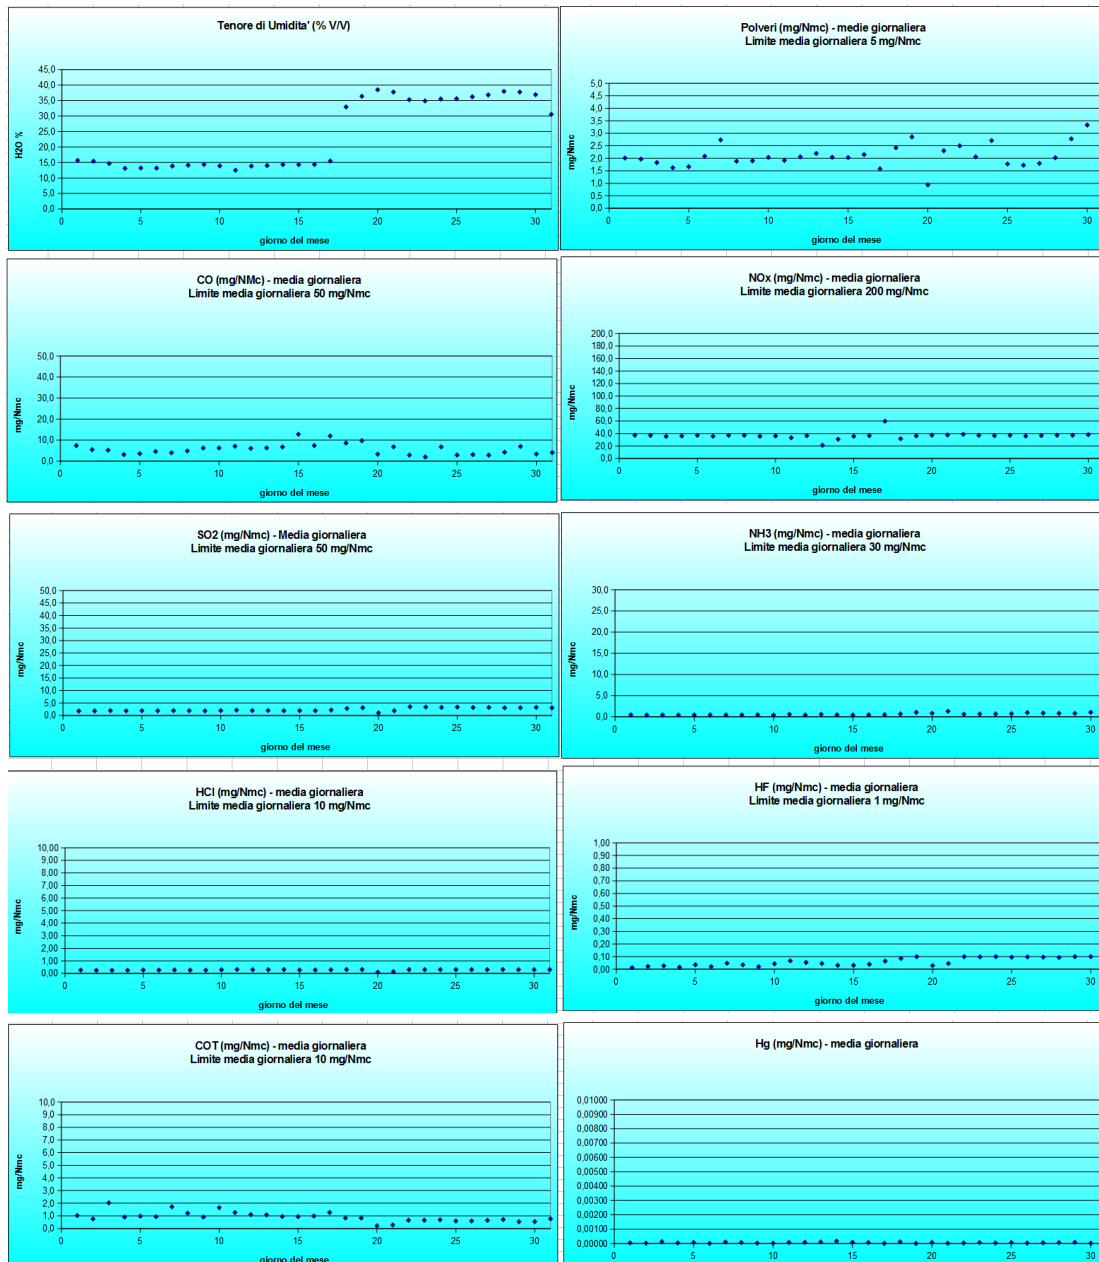 Tenore di Umidita' (% V/V)
45,0
40,0
35,0
30,0
25,0
20,0
15,0
10,0
5,0
0,0
H2O %
0 5 10 15 20 25 30
giorno del mese
Polveri (mg/Nmc) - medie giornaliera
Limite media giornaliera 5 mg/Nmc
5,0
4,5
4,0
3,5
3,0
2,5
2,0
1,5
1,0
0,5
0,0
mg/Nmc
0 5 10 15 20 25 30
giorno del mese
CO (mg/NMc) - media giornaliera
Limite media giornaliera 50 mg/Nmc
50,0
40,0
30,0
20,0
10,0
0,0
mg/Nmc
0 5 10 15 20 25 30
giorno del mese
NOx (mg/Nmc) - media giornaliera
Limite media giornaliera 200 mg/Nmc
200,0
180,0
160,0
140,0
120,0
100,0
80,0
60,0
40,0
20,0
0,0
mg/Nmc
0 5 10 15 20 25 30
giorno del mese
SO2 (mg/Nmc) - Media giornaliera
Limite media giornaliera 50 mg/Nmc
50,0
45,0
40,0
35,0
30,0
25,0
20,0
15,0
10,0
5,0
0,0
mg/Nmc
0 5 10 15 20 25 30
giorno del mese
NH3 (mg/Nmc) - media giornaliera
Limite media giornaliera 30 mg/Nmc
30,0
25,0
20,0
15,0
10,0
5,0
0,0
mg/Nmc
0 5 10 15 20 25 30
giorno del mese
HCl (mg/Nmc) - media giornaliera
Limite media giornaliera 10 mg/Nmc
10,00
9,00
8,00
7,00
6,00
5,00
4,00
3,00
2,00
1,00
0,00
mg/Nmc
0 5 10 15 20 25 30
giorno del mese
HF (mg/Nmc) - media giornaliera
Limite media giornaliera 1 mg/Nmc
1,00
0,90
0,80
0,70
0,60
0,50
0,40
0,30
0,20
0,10
0,00
mg/Nmc
0 5 10 15 20 25 30
giorno del mese
COT (mg/Nmc) - media giornaliera
Limite media giornaliera 10 mg/Nmc
10,0
9,0
8,0
7,0
6,0
5,0
4,0
3,0
2,0
1,0
0,0
mg/Nmc
0 5 10 15 20 25 30
giorno del mese
Hg (mg/Nmc) - media giornaliera
0,01000
0,00900
0,00800
0,00700
0,00600
0,00500
0,00400
0,00300
0,00200
0,00100
0,00000
mg/Nmc
0 5 10 15 20 25 30
giorno del mese